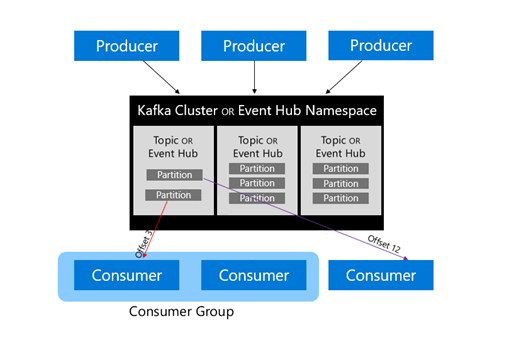 Producer
Producer
Producer
Kafka Cluster OR Event Hub Namespace
Topic OR
Event Hub
Partition
Partition
Topic OR
Event Hub
Partition
Partition
Partition
Topic OR
Event Hub
Partition
Partition
Partition
Offset 3
Offset 12
Consumer
Consumer
Consumer
Consumer Group